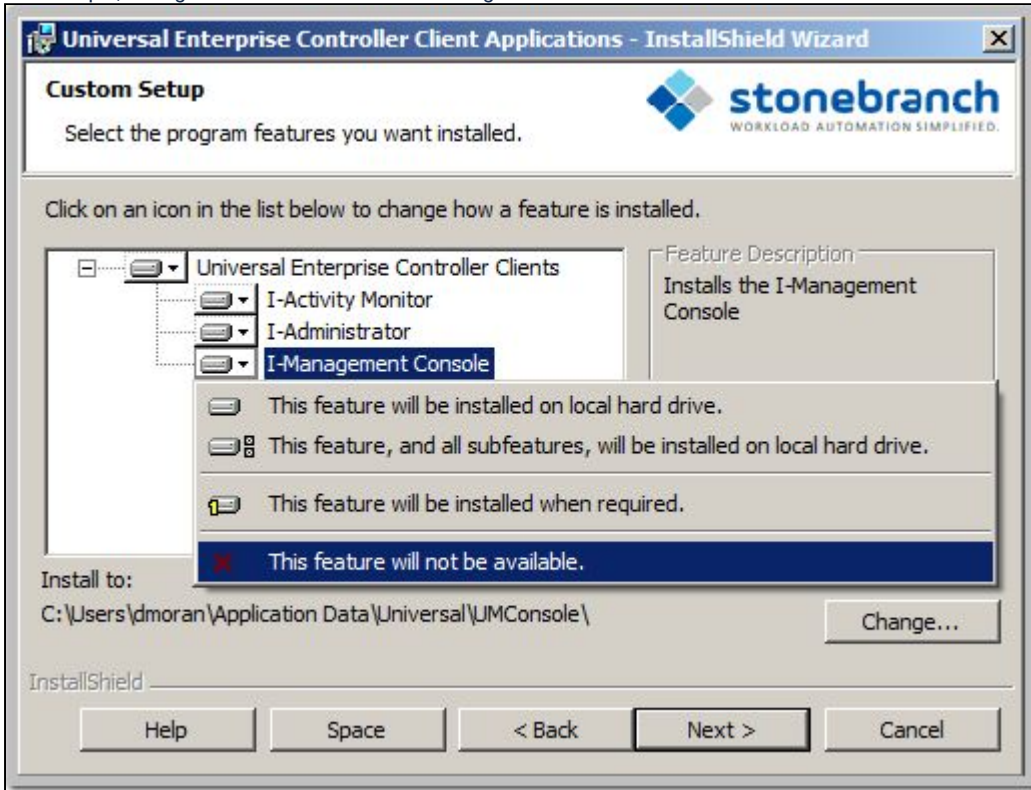 Universal Enterprise Controller Client Applications - InstallShield Wizard
Custom Setup
Select the program features you want installed.
stonebranch
WORKLOAD AUTOMATION SIMPLIFIED.
Click on an icon in the list below to change how a feature is installed.
Universal Enterprise Controller Clients
I-Activity Monitor
I-Administrator
I-Management Console
Feature Description
Installs the I-Management
Console
This feature will be installed on local hard drive.
This feature, and all subfeatures, will be installed on local hard drive.
This feature will be installed when required.
This feature will not be available.
Install to:
C:\Users\dmoran\Application Data\Universal\UMConsole\
Change...
InstallShield
Help
Space
< Back
Next >
Cancel